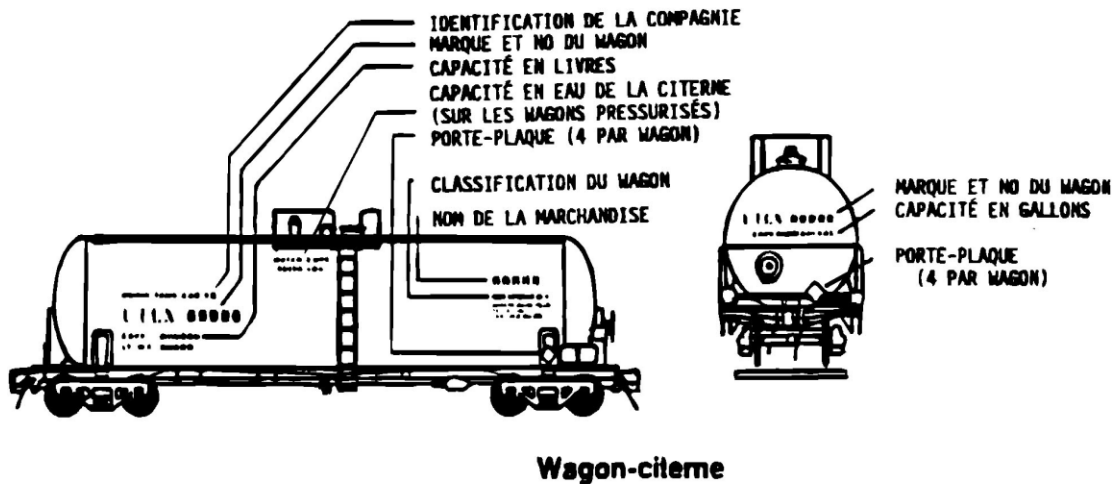 IDENTIFICATION DE LA COMPAGNIE
MARQUE ET NO DU WAGON
CAPACITÉ EN LIVRES
CAPACITÉ EN EAU DE LA CITERNE
(SUR LES WAGONS PRESSURISÉS)
PORTE-PLAQUE (4 PAR WAGON)
CLASSIFICATION DU WAGON
NOM DE LA MARCHANDISE
MARQUE ET NO DU WAGON
CAPACITÉ EN GALLONS
PORTE-PLAQUE
(4 PAR WAGON)
Wagon-citerne